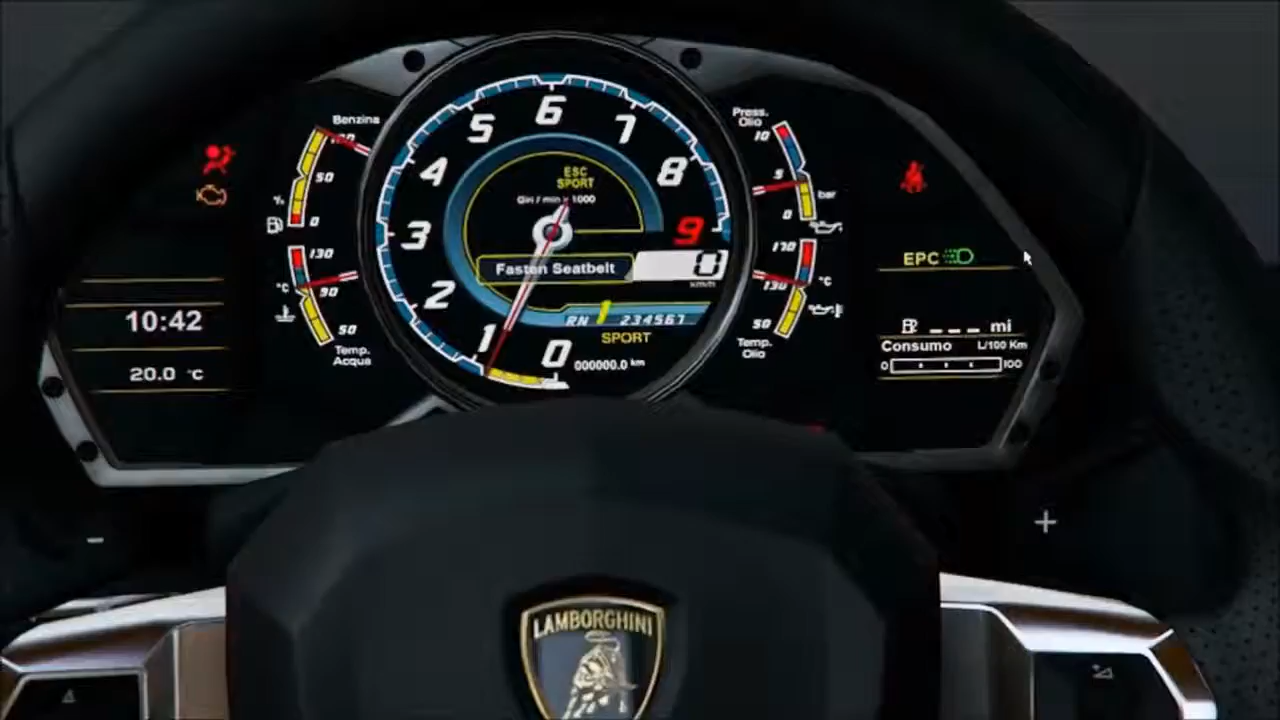 Benzina
100
50
%
0
130
°C
90
50
Temp.
Acqua
10:42
20.0 °C
0
1
2
3
4
5
6
7
8
9
ESC
SPORT
Giri / min x 1000
Fasten Seatbelt
0
km/h
RN 1 234567
SPORT
000000.0 km
Press.
Olio
10
5
bar
0
170
°C
130
50
Temp.
Olio
EPC
_ _ _ mi
Consumo L/100 Km
0 100
-
+
LAMBORGHINI